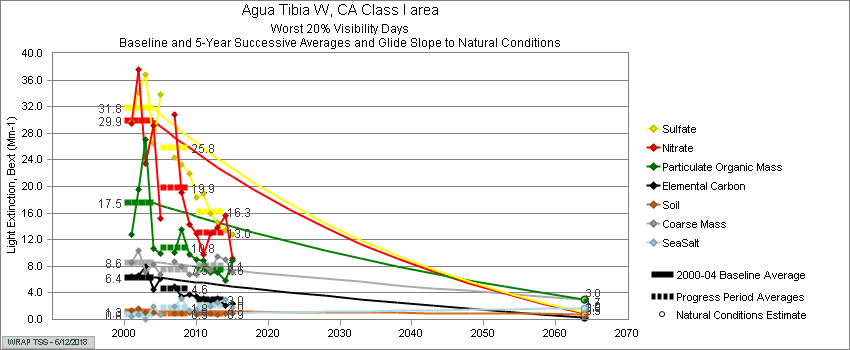 Agua Tibia W, CA Class I area
Worst 20% Visibility Days
Baseline and 5-Year Successive Averages and Glide Slope to Natural Conditions
Light Extinction, Bext (Mm-1)
40.0
36.0
32.0
28.0
24.0
20.0
16.0
12.0
8.0
4.0
0.0
31.8
29.9
17.5
8.6
6.4
25.8
19.9
10.8
4.6
16.3
3.0
2000
2010
2020
2030
2040
2050
2060
2070
Sulfate
Nitrate
Particulate Organic Mass
Elemental Carbon
Soil
Coarse Mass
SeaSalt
2000-04 Baseline Average
Progress Period Averages
Natural Conditions Estimate
WRAP TSS - 6/12/2018